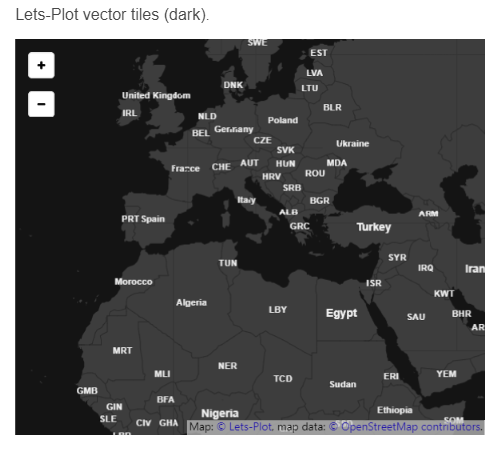 Lets-Plot vector tiles (dark).
+
−
SWE
EST
LVA
DNK
LTU
United Kingdom
BLR
IRL
NLD
Poland
BEL
Germany
CZE
Ukraine
SVK
France
CHE
AUT
HUN
MDA
HRV
ROU
SRB
Italy
BGR
ALB
ARM
PRT Spain
GRC
Turkey
SYR
TUN
IRQ
Iran
Morocco
ISR
KWT
Algeria
LBY
Egypt
SAU
BHR
AR
MRT
NER
MLI
TCD
Sudan
ERI
YEM
GMB
BFA
GIN
Nigeria
Ethiopia
SLE
CIV
GHA
SOM
Map: © Lets-Plot, map data: © OpenStreetMap contributors.